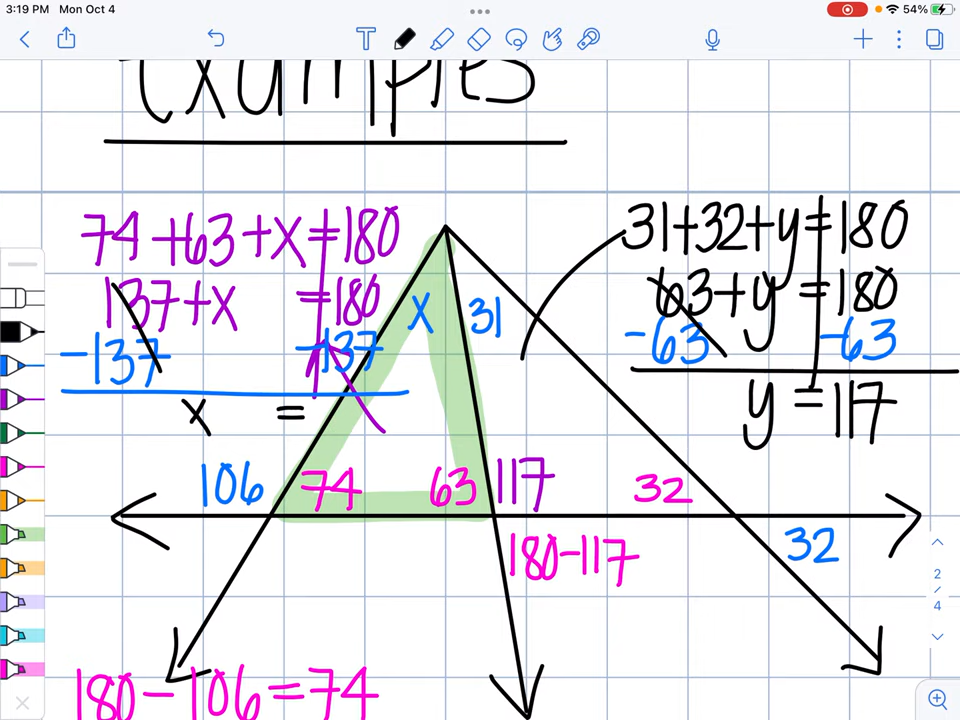 3:19 PM Mon Oct 4
54%
T
Examples
74+63+x=180
137+x =180
-137 -137
x =
31+32+y=180
63+y =180
-63 -63
y =117
x 31
106 74 63 117 32
180-117 32
180-106=74
2
/
4